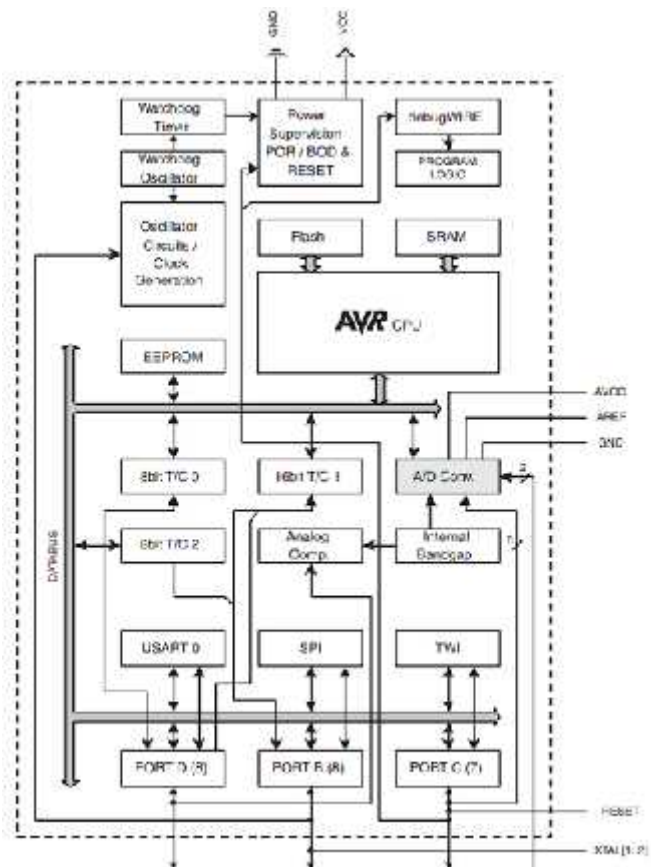 GND
VCC
Watchdog
Timer
Power
Supervision
POR / BOD &
RESET
debugWIRE
Watchdog
Oscillator
PROGRAM
LOGIC
Oscillator
Circuits /
Clock
Generation
Flash
SRAM
AVR CPU
EEPROM
AVCC
AREF
GND
2
8bit T/C 0
16bit T/C 1
A/D Conv.
8bit T/C 2
Analog
Comp.
Internal
Bandgap
DATABUS
USART 0
SPI
TWI
PORT D (8)
PORT B (8)
PORT C (7)
RESET
XTAL[1..2]